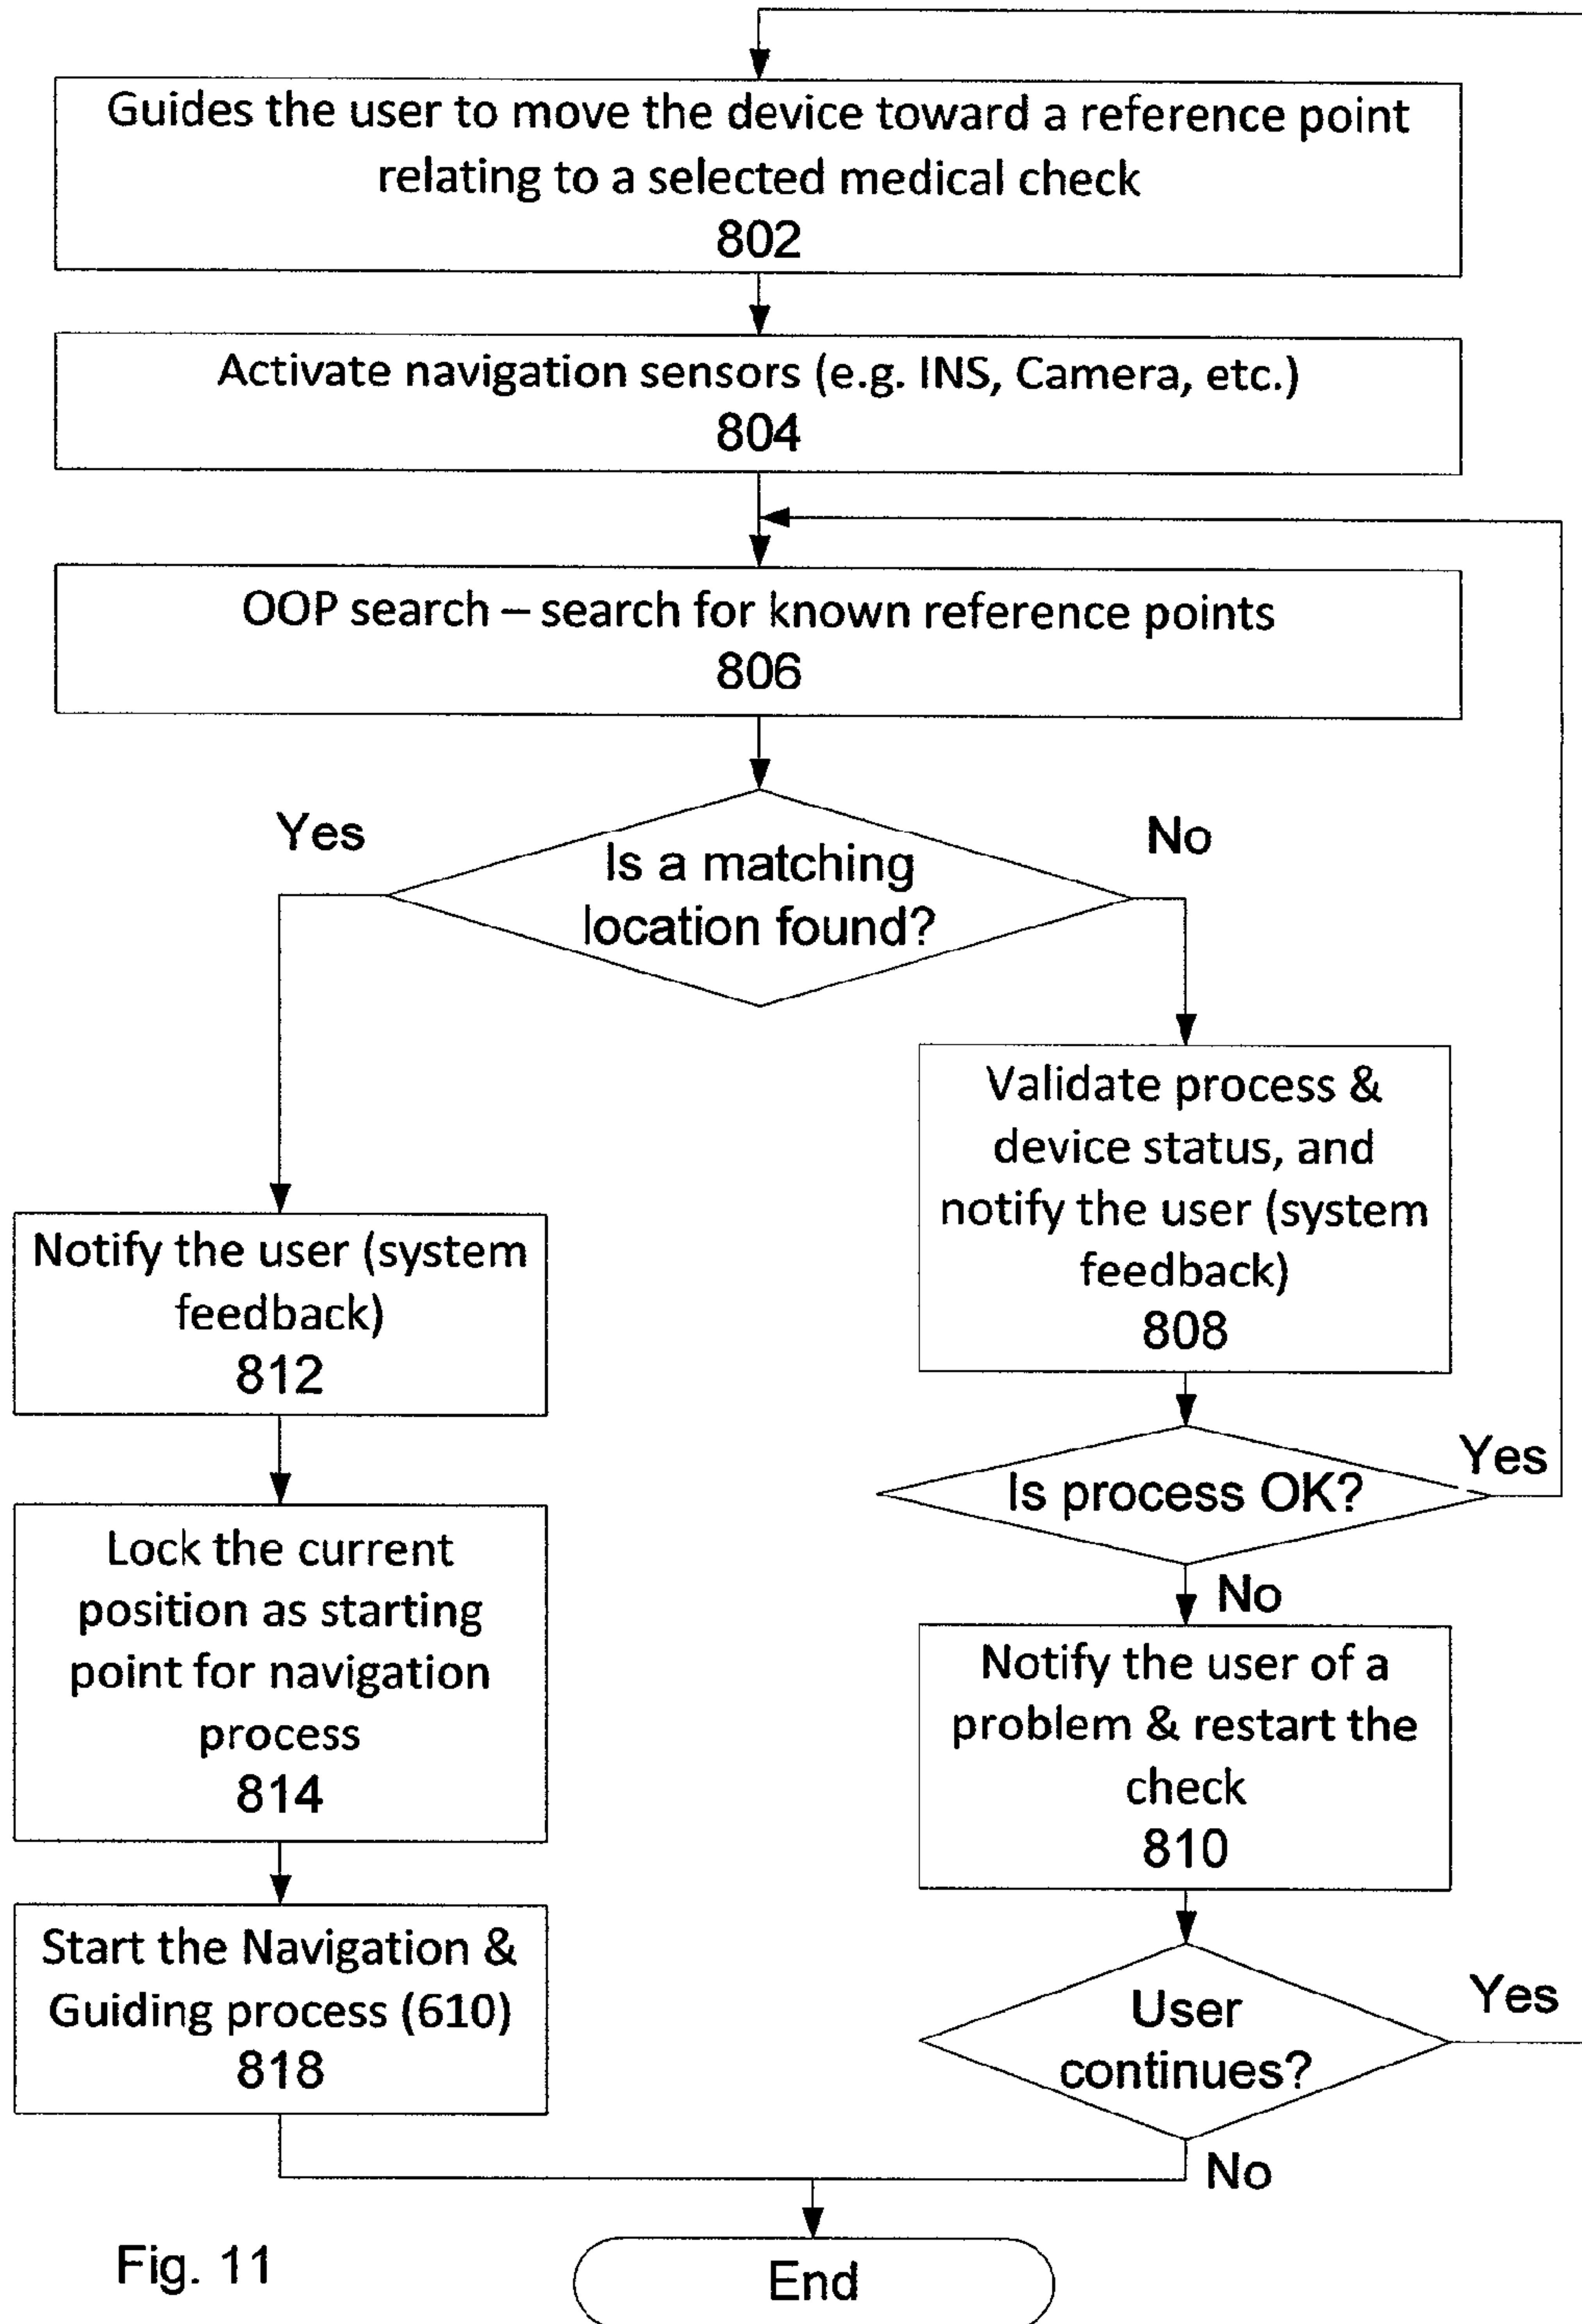 Guides the user to move the device toward a reference point
relating to a selected medical check
802
Activate navigation sensors (e.g. INS, Camera, etc.)
804
OOP search – search for known reference points
806
Yes
No
Is a matching
location found?
Validate process &
device status, and
notify the user (system
feedback)
808
Notify the user (system
feedback)
812
Is process OK?
Yes
No
Lock the current
position as starting
point for navigation
process
814
Notify the user of a
problem & restart the
check
810
Start the Navigation &
Guiding process (610)
818
User
continues?
Yes
No
Fig. 11
End